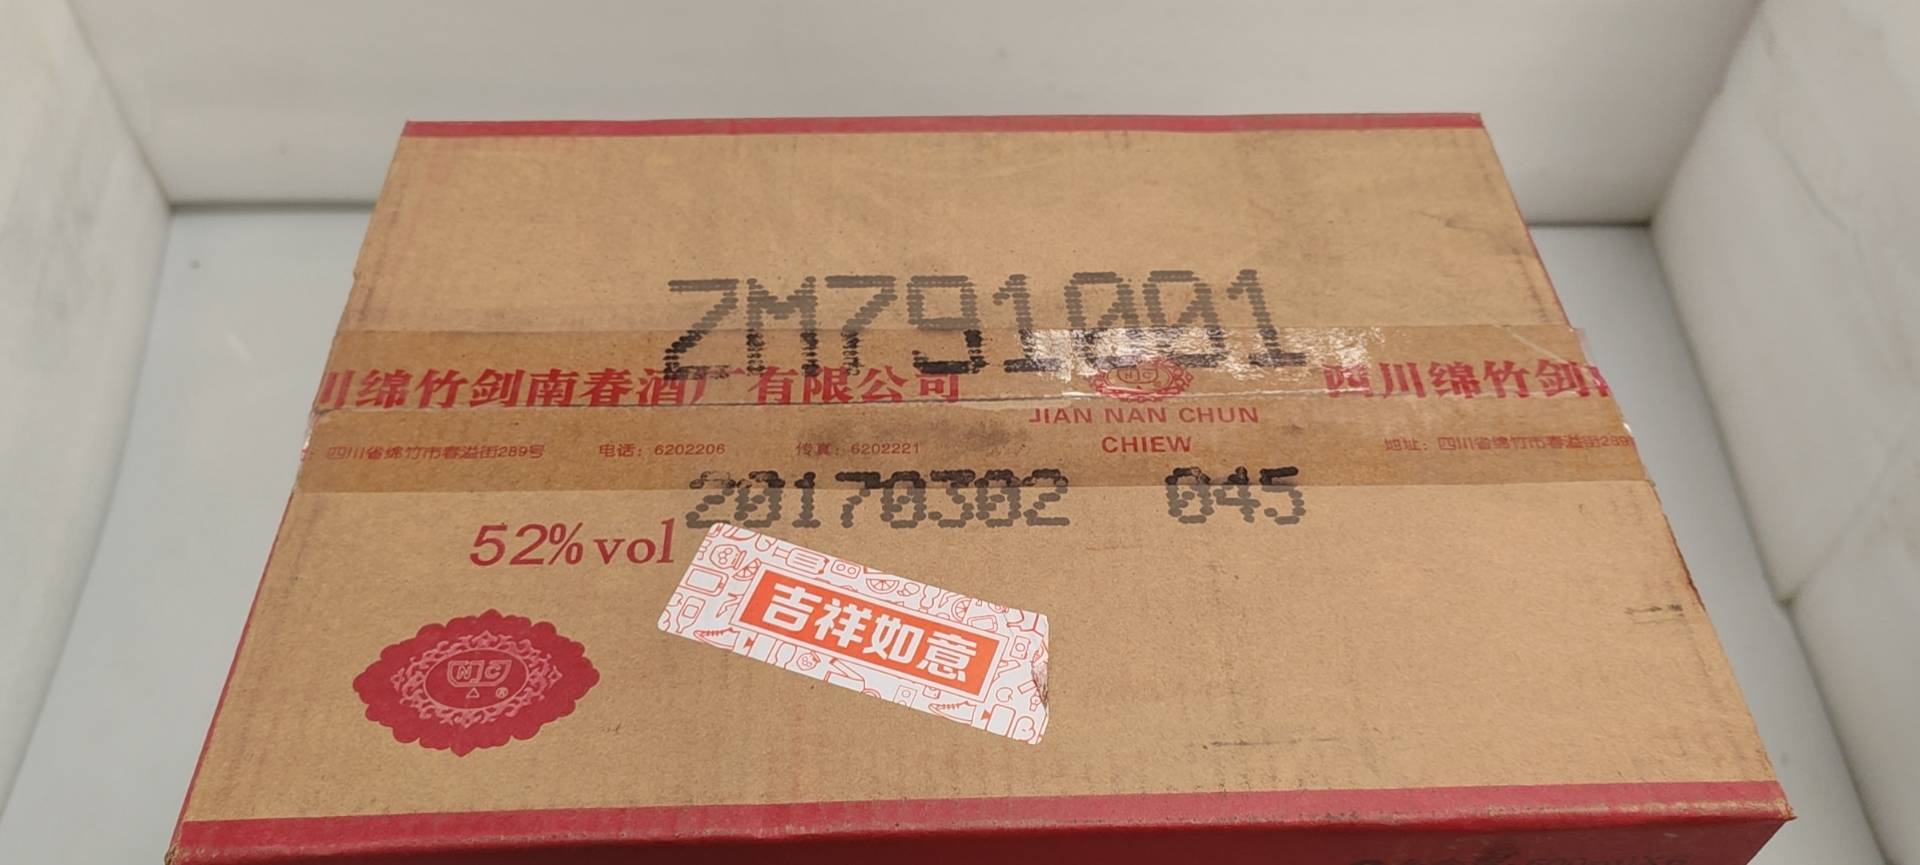 ZM791001
川绵竹剑南春酒厂有限公司
四川绵竹剑
JIAN NAN CHUN
CHIEW
四川省绵竹市春溢街289号 电话：6202206 传真：6202221
地址：四川省绵竹市春溢街289
20170302 045
52%vol
吉祥如意
NJC
®